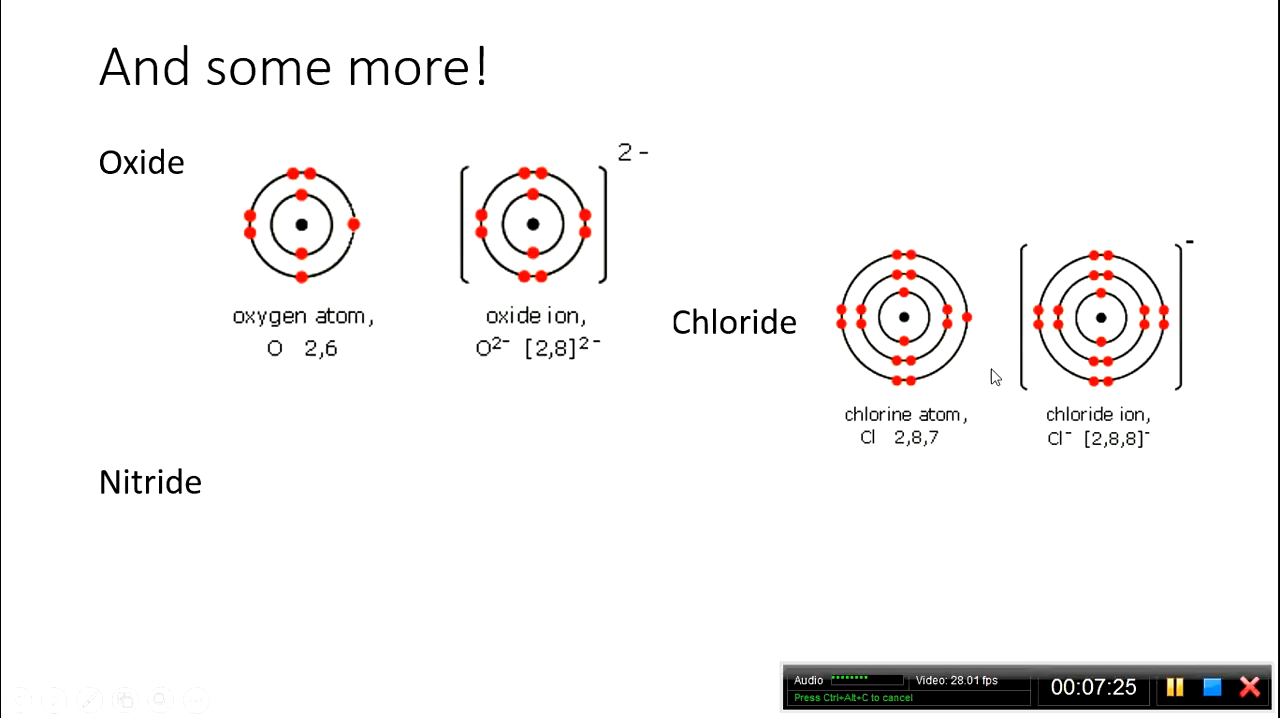 And some more!
Oxide
2 -
oxygen atom,
O 2,6
oxide ion,
O²⁻ [2,8]²⁻
Chloride
-
chlorine atom,
Cl 2,8,7
chloride ion,
Cl⁻ [2,8,8]⁻
Nitride
Audio
Video: 28.01 fps
Press Ctrl+Alt+C to cancel
00:07:25